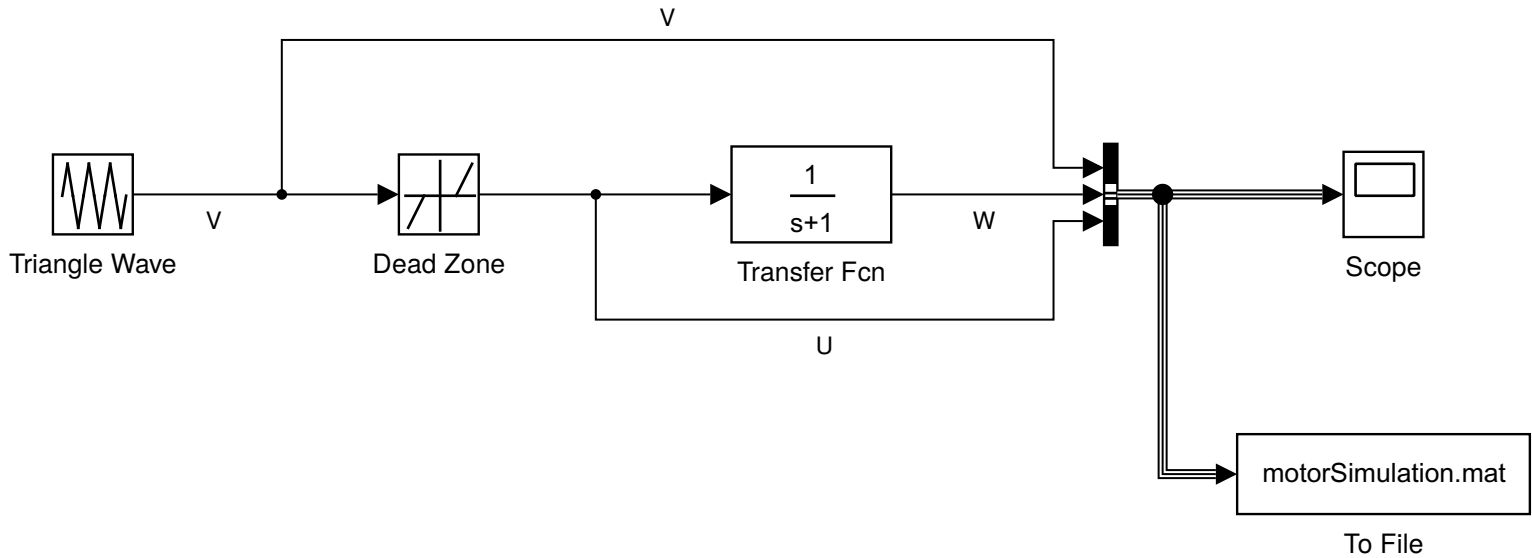 V
V
Triangle Wave
Dead Zone
1
s+1
Transfer Fcn
W
U
Scope
motorSimulation.mat
To File